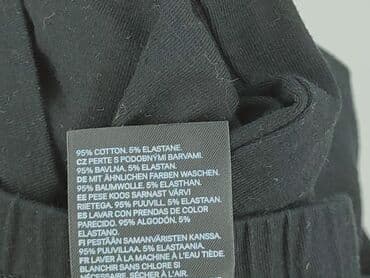 95% COTTON. 5% ELASTANE.
CZ PERTE S PODOBNÝMI BARVAMI.
95% BAVLNA. 5% ELASTAN.
DE MIT ÄHNLICHEN FARBEN WASCHEN.
95% BAUMWOLLE. 5% ELASTHAN.
EE PESE KOOS SARNAST VÄRVI
RIIETEGA. 95% PUUVILL. 5% ELASTAAN.
ES LAVAR CON PRENDAS DE COLOR
PARECIDO. 95% ALGODÓN. 5%
ELASTANO.
FI PESTÄÄN SAMANVÄRISTEN KANSSA.
95% PUUVILLAA. 5% ELASTAANIA.
FR LAVER À LA MACHINE À L'EAU TIÈDE.
BLANCHIR SANS CHLORE SI
NÉCESSAIRE. SÉCHER À